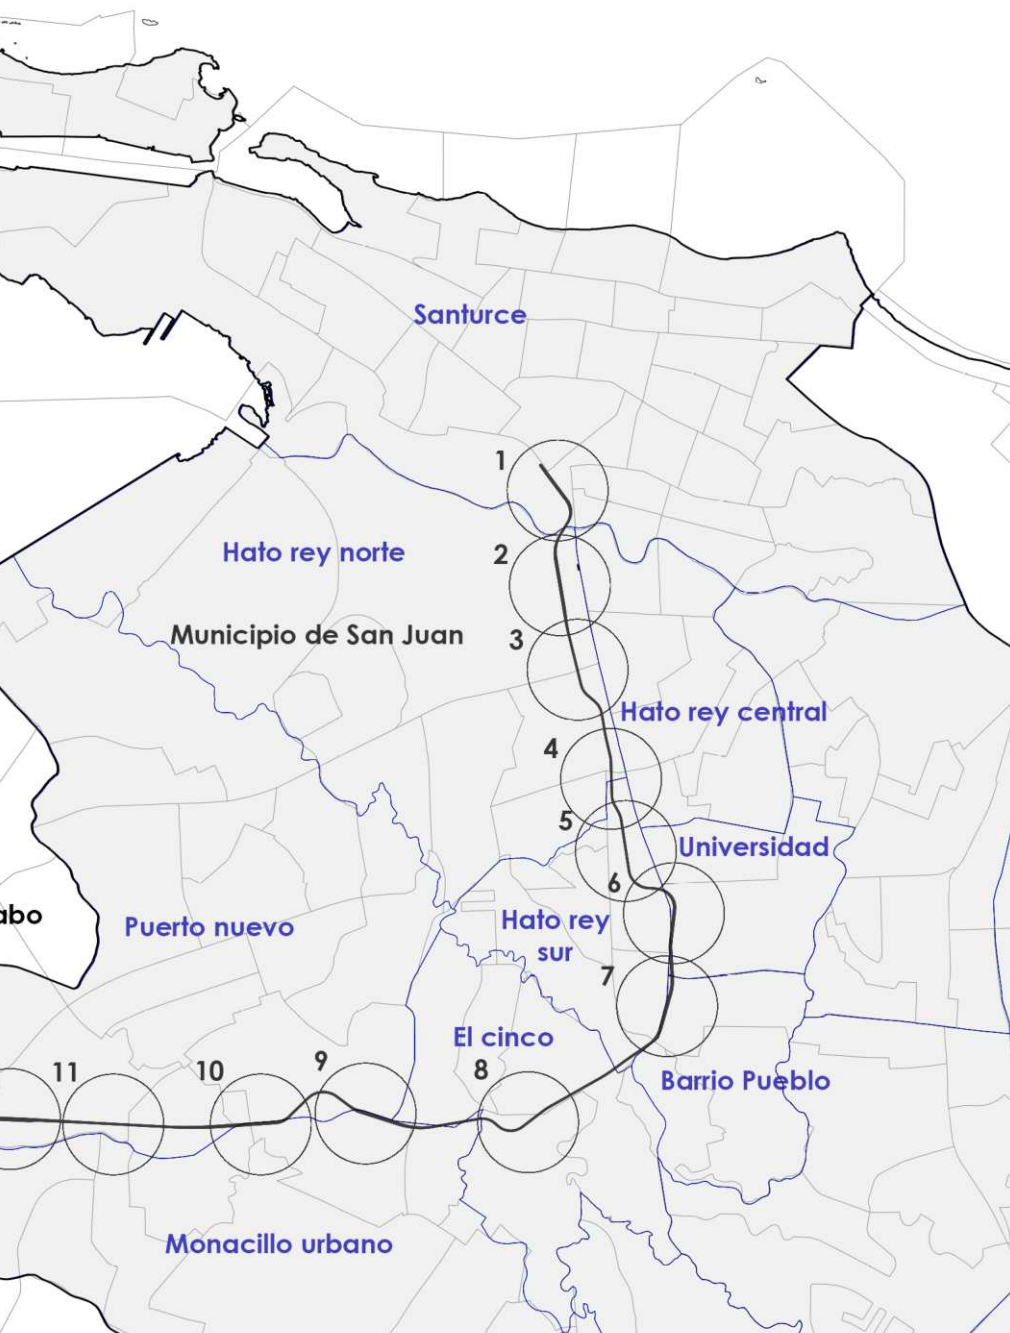 Santurce
1
Hato rey norte
2
Municipio de San Juan
3
Hato rey central
4
5
Universidad
6
abo
Puerto nuevo
Hato rey
sur
7
El cinco
11
10
9
8
Barrio Pueblo
Monacillo urbano